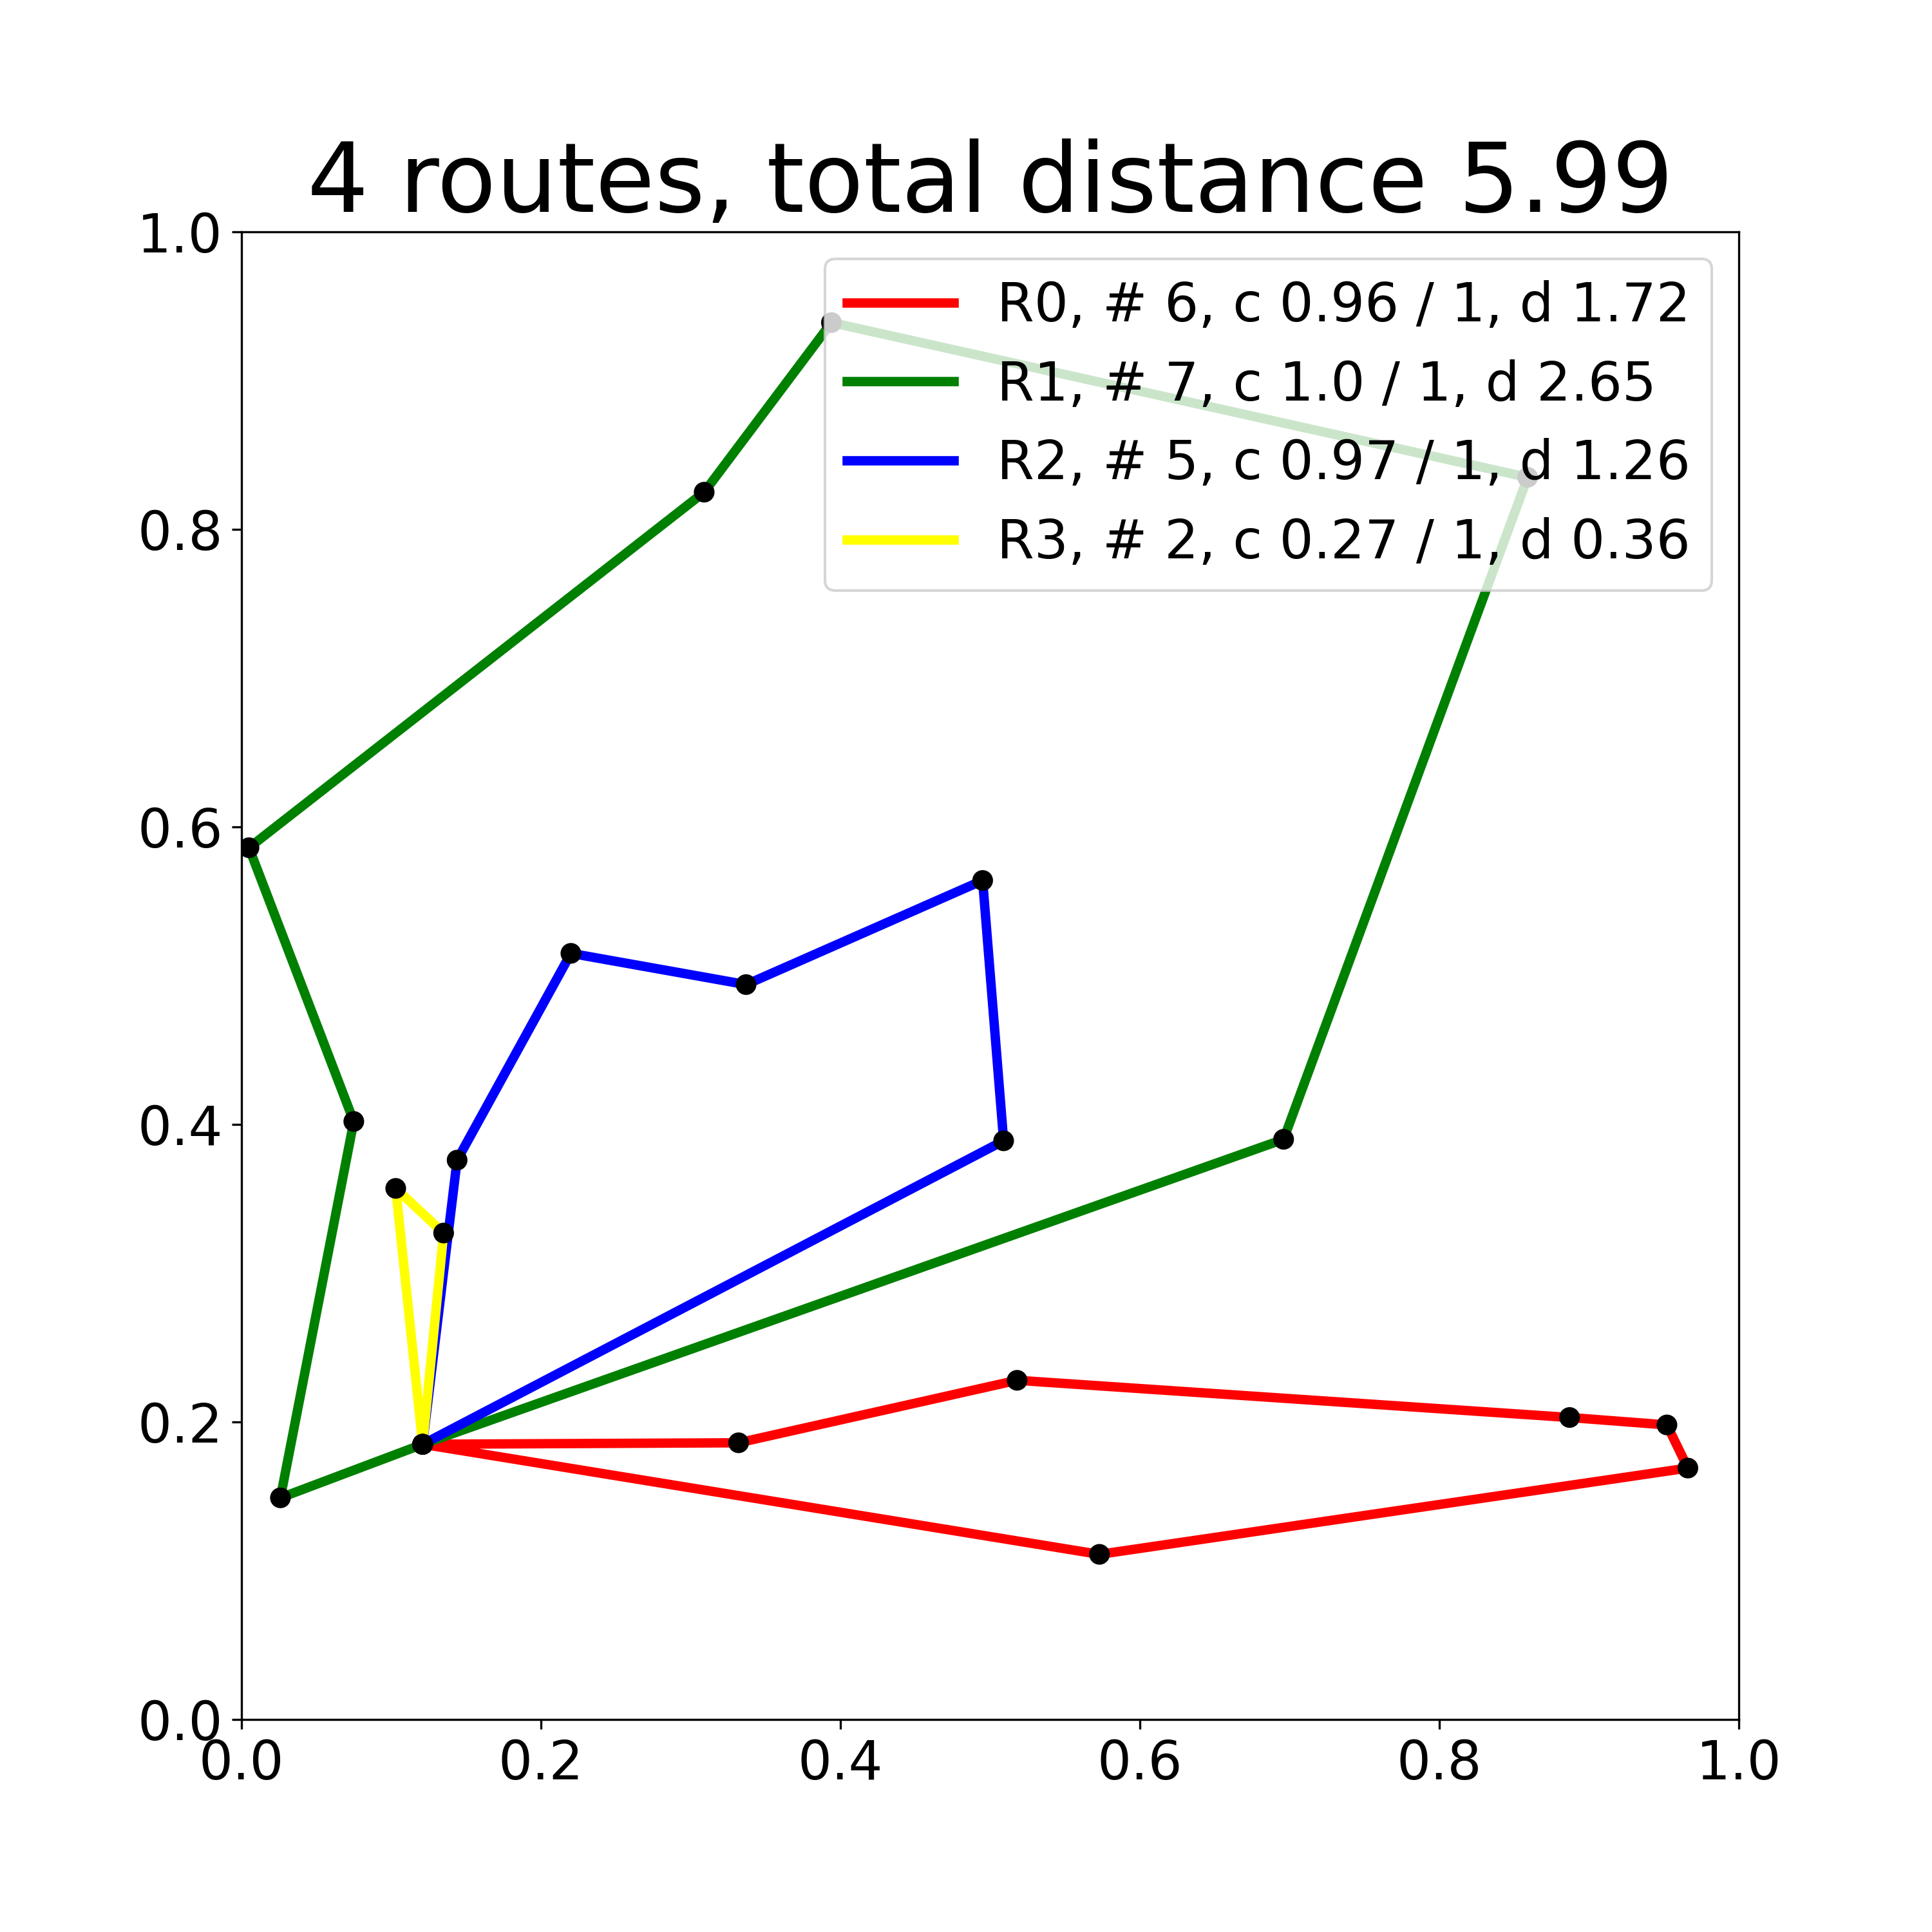 4 routes, total distance 5.99
1.0
R0, # 6, c 0.96 / 1, d 1.72
R1, # 7, c 1.0 / 1, d 2.65
R2, # 5, c 0.97 / 1, d 1.26
R3, # 2, c 0.27 / 1, d 0.36
0.8
0.6
0.4
0.2
0.0
0.0 0.2 0.4 0.6 0.8 1.0